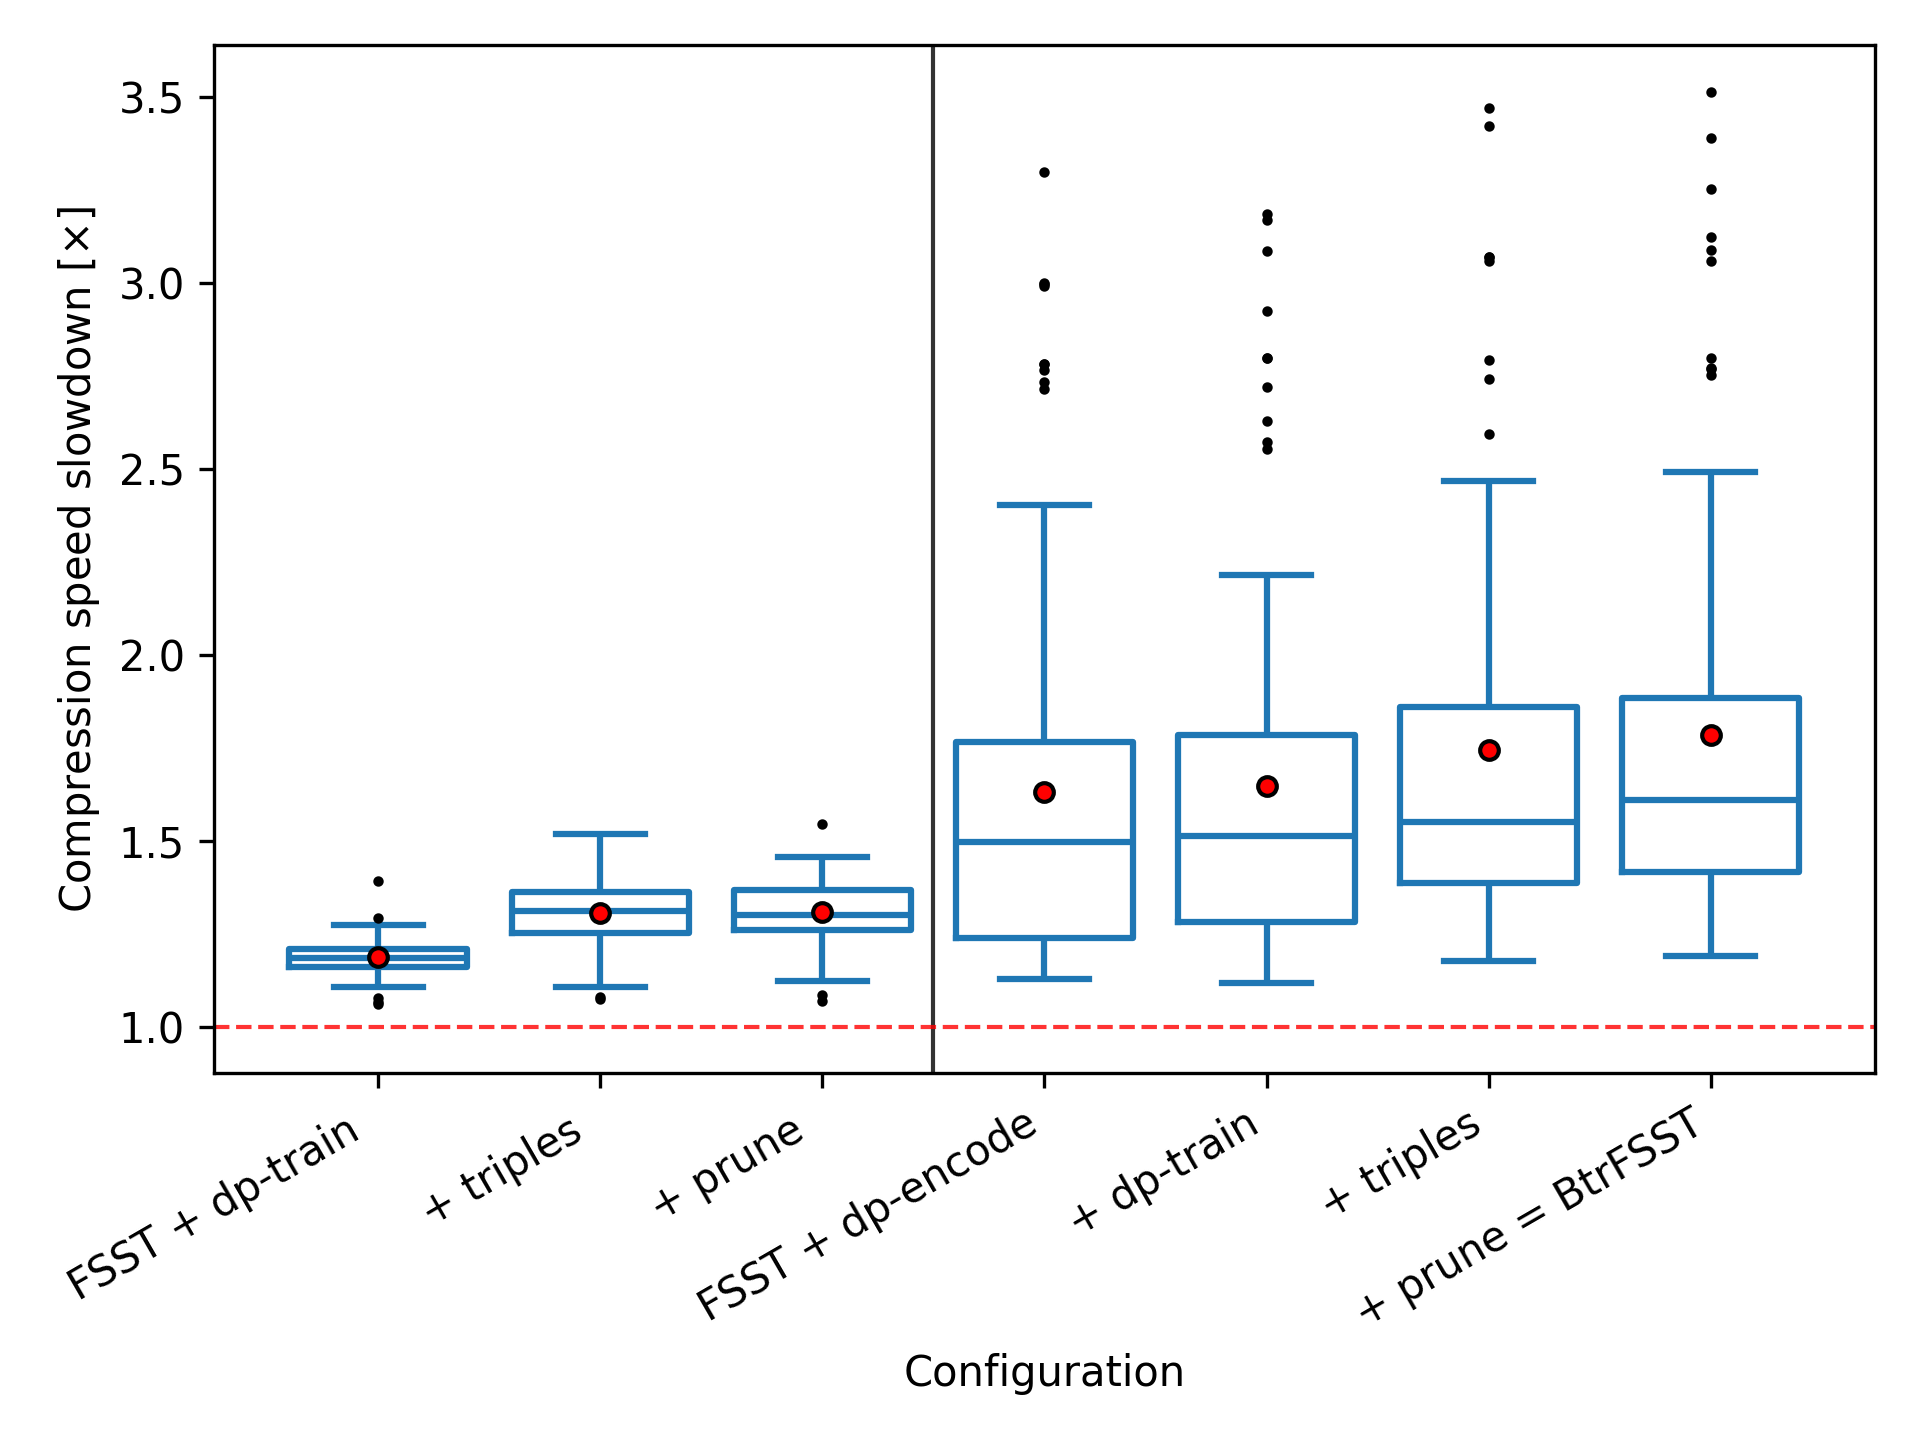 Compression speed slowdown [×]
3.5
3.0
2.5
2.0
1.5
1.0
FSST + dp-train
+ triples
+ prune
FSST + dp-encode
+ dp-train
+ triples
+ prune = BtrFSST
Configuration